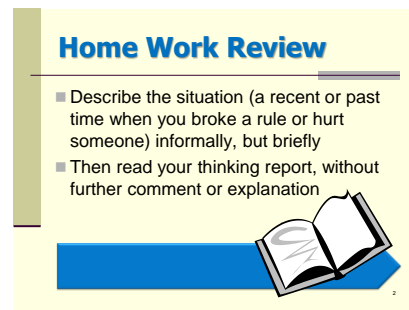 Home Work Review
Describe the situation (a recent or past
time when you broke a rule or hurt
someone) informally, but briefly
Then read your thinking report, without
further comment or explanation
2